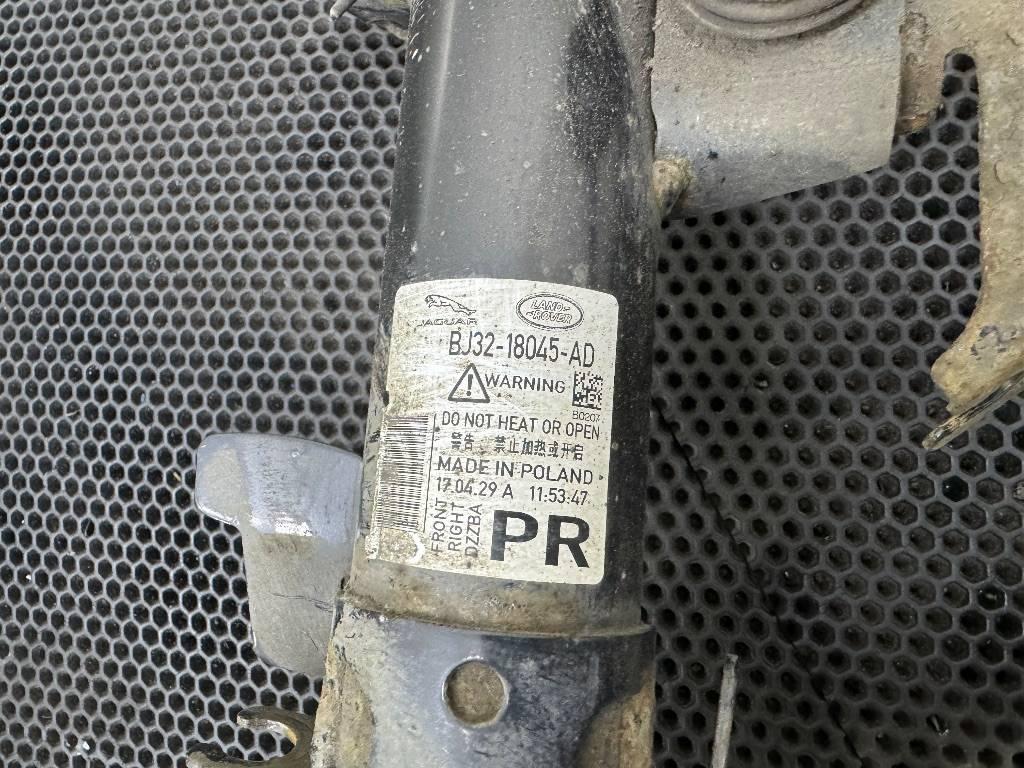 JAGUAR
LAND-
-ROVER
BJ32-18045-AD
WARNING
B0207
DO NOT HEAT OR OPEN
警告: 禁止加热或开启
MADE IN POLAND
17.04.29 A 11:53:47
FRONT
RIGHT
DZZBA
PR